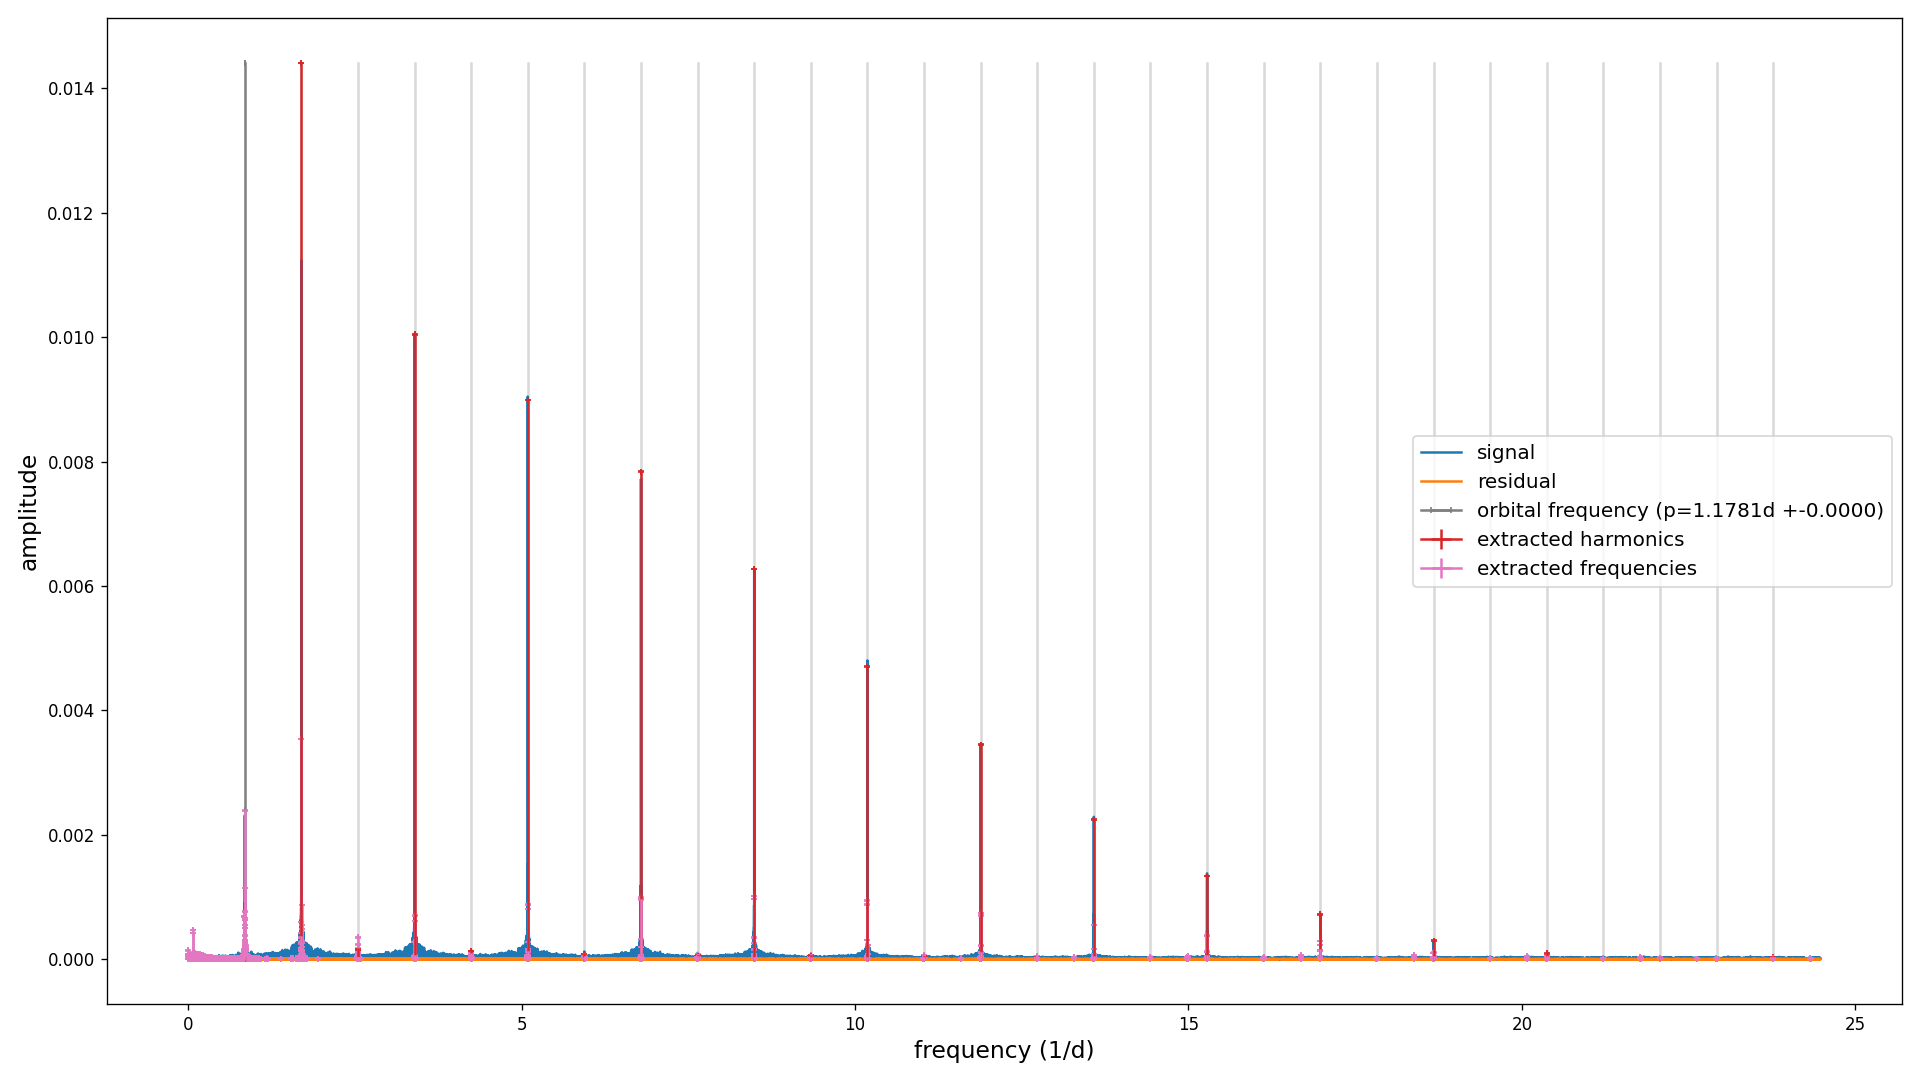 0.014
0.012
0.010
0.008
0.006
0.004
0.002
0.000
amplitude
signal
residual
orbital frequency (p=1.1781d +-0.0000)
extracted harmonics
extracted frequencies
0 5 10 15 20 25
frequency (1/d)